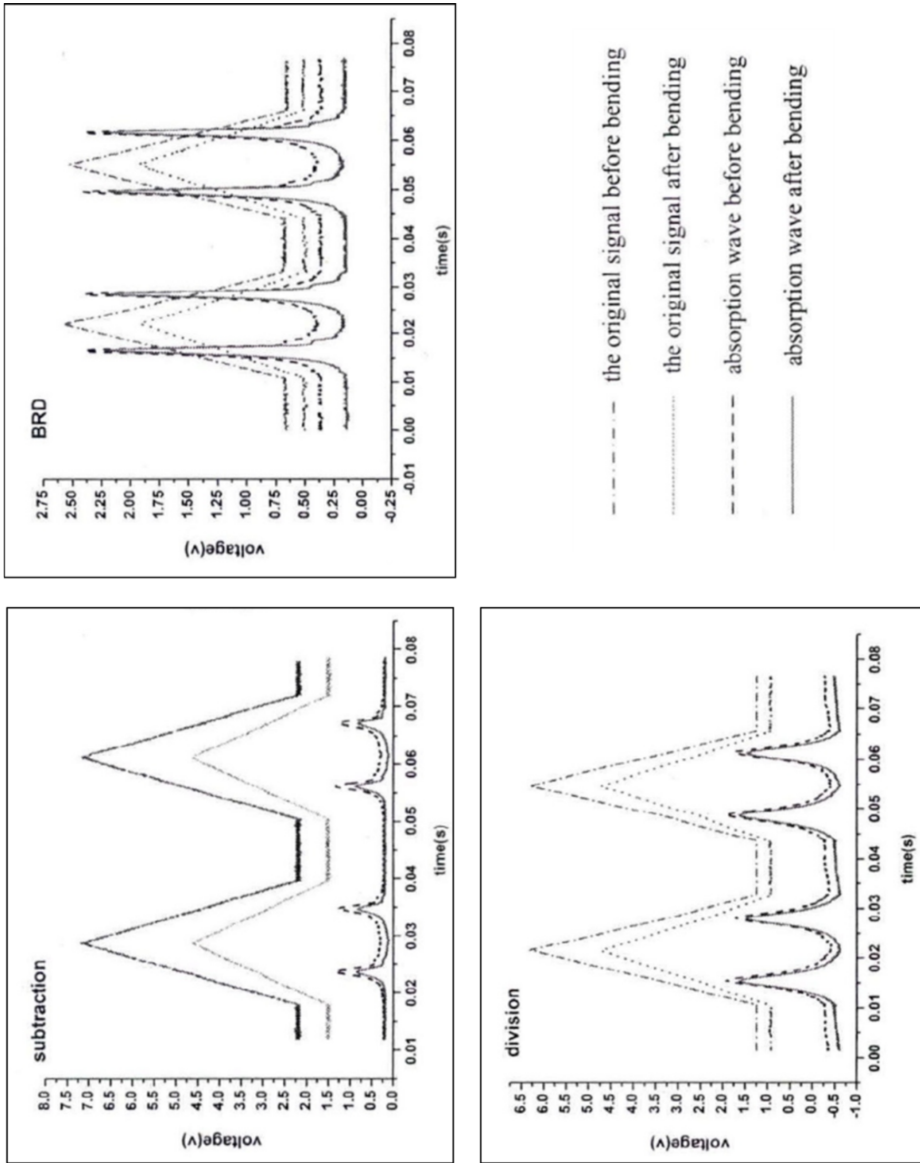 subtraction
voltage(v)
8.0
7.5
7.0
6.5
6.0
5.5
5.0
4.5
4.0
3.5
3.0
2.5
2.0
1.5
1.0
0.5
0.0
0.01 0.02 0.03 0.04 0.05 0.06 0.07 0.08
time(s)
BRD
voltage(v)
2.75
2.50
2.25
2.00
1.75
1.50
1.25
1.00
0.75
0.50
0.25
0.00
-0.25
-0.01 0.00 0.01 0.02 0.03 0.04 0.05 0.06 0.07 0.08
time(s)
division
voltage(v)
6.5
6.0
5.5
5.0
4.5
4.0
3.5
3.0
2.5
2.0
1.5
1.0
0.5
0.0
-0.5
-1.0
0.00 0.01 0.02 0.03 0.04 0.05 0.06 0.07 0.08
time(s)
the original signal before bending
the original signal after bending
absorption wave before bending
absorption wave after bending